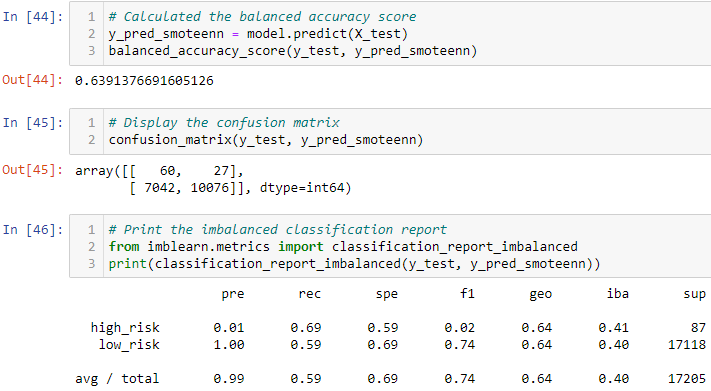 In [44]: 1 # Calculated the balanced accuracy score
2 y_pred_smoteenn = model.predict(X_test)
3 balanced_accuracy_score(y_test, y_pred_smoteenn)
Out[44]: 0.6391376691605126
In [45]: 1 # Display the confusion matrix
2 confusion_matrix(y_test, y_pred_smoteenn)
Out[45]: array([[   60,    27],
[ 7042, 10076]], dtype=int64)
In [46]: 1 # Print the imbalanced classification report
2 from imblearn.metrics import classification_report_imbalanced
3 print(classification_report_imbalanced(y_test, y_pred_smoteenn))
pre rec spe f1 geo iba sup
high_risk 0.01 0.69 0.59 0.02 0.64 0.41 87
low_risk 1.00 0.59 0.69 0.74 0.64 0.40 17118
avg / total 0.99 0.59 0.69 0.74 0.64 0.40 17205